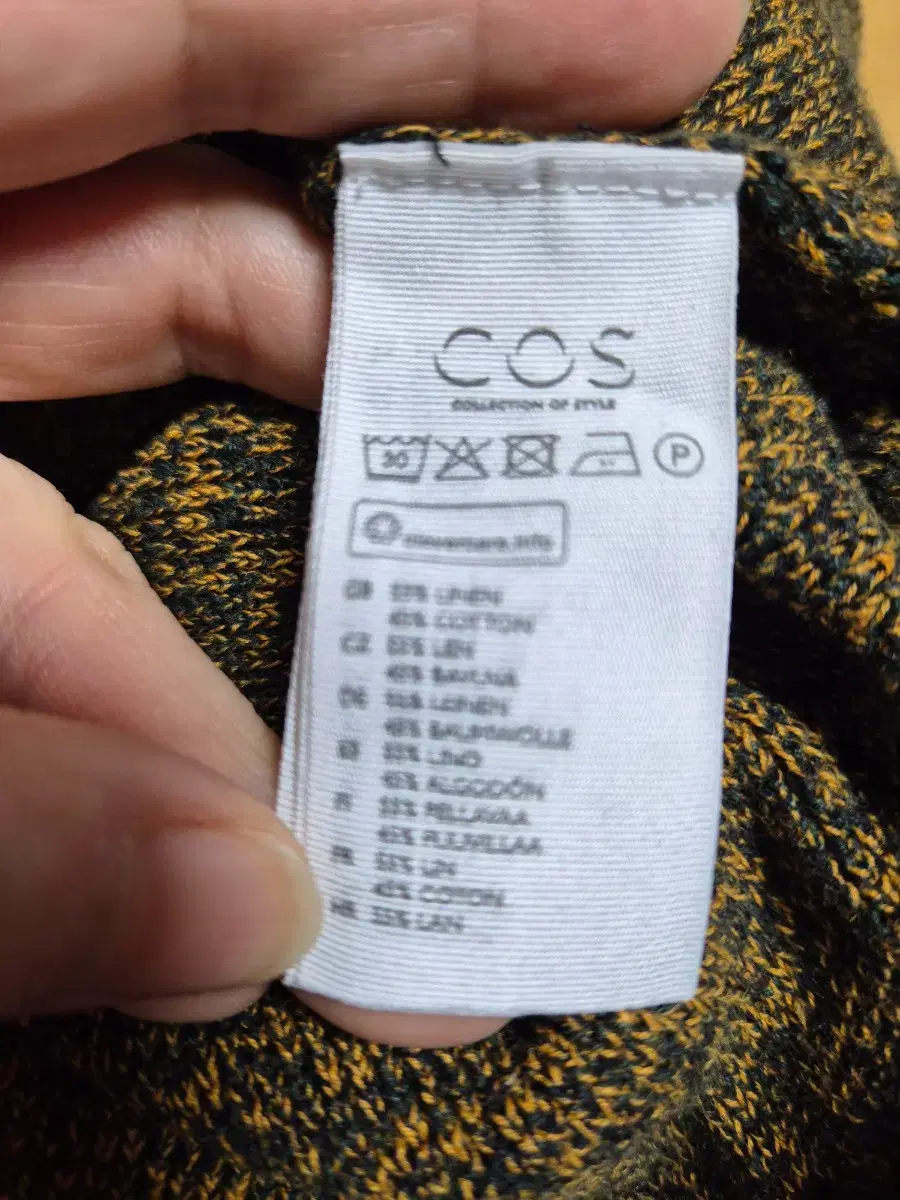 COS
COLLECTION OF STYLE
30
P
clevercare.info
GB 55% LINEN
45% COTTON
CZ 55% LEN
45% BAVLNA
DE 55% LEINEN
45% BAUMWOLLE
ES 55% LINO
45% ALGODÓN
FI 55% PELLAVAA
45% PUUVILLAA
FR 55% LIN
45% COTON
HR 55% LAN